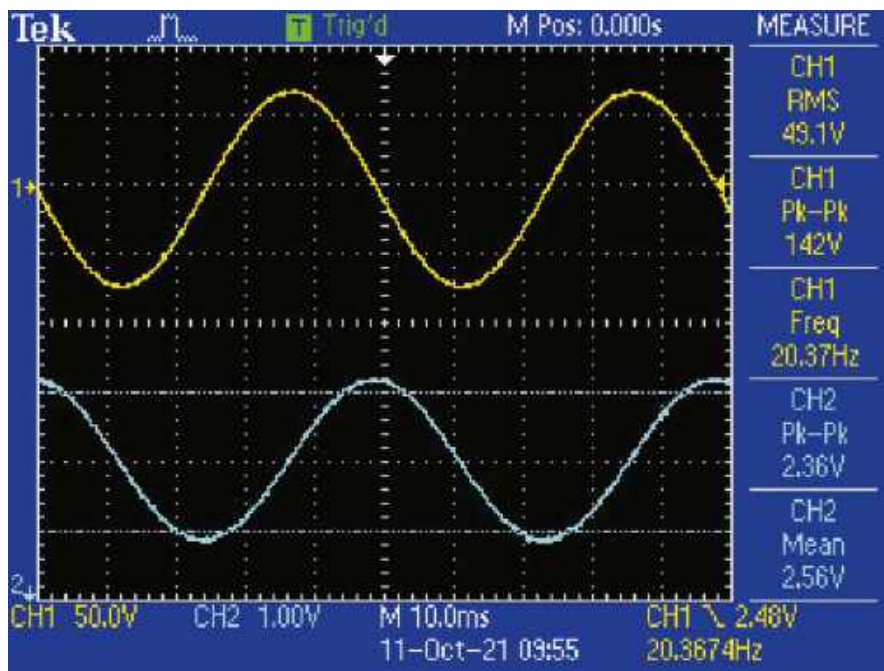 Tek T Trig'd M Pos: 0.000s MEASURE
CH1
RMS
49.1V
1
CH1
Pk-Pk
142V
CH1
Freq
20.37Hz
CH2
Pk-Pk
2.36V
CH2
Mean
2.56V
2
CH1 50.0V CH2 1.00V M 10.0ms CH1 2.48V
11-Oct-21 09:55 20.3674Hz